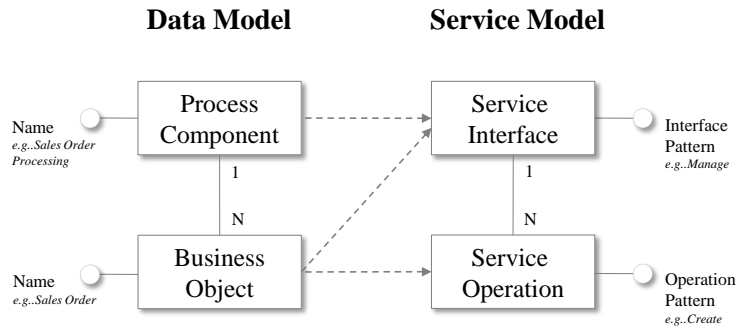 Data Model
Service Model
Process
Component
Service
Interface
Name
e.g..Sales Order
Processing
Interface
Pattern
e.g..Manage
1
1
N
N
Business
Object
Service
Operation
Name
e.g..Sales Order
Operation
Pattern
e.g..Create